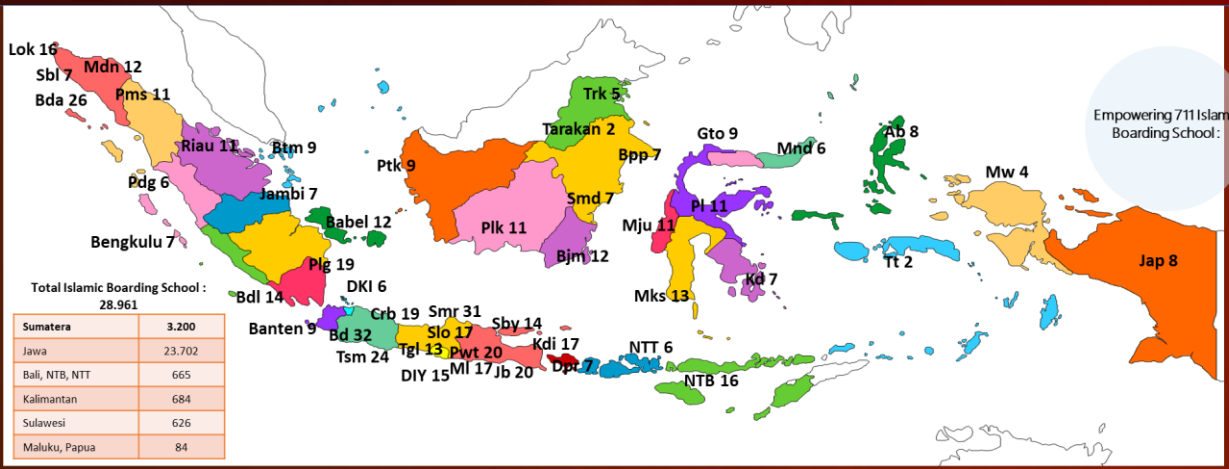 Lok 16
Sbl 7
Mdn 12
Bda 26
Pms 11
Riau 11
Btm 9
Pdg 6
Jambi 7
Bengkulu 7
Babel 12
Plg 19
Bdl 14
DKI 6
Banten 9
Bd 32
Crb 19
Tsm 24
Smr 31
Slo 17
Tgl 13
Pwt 20
DIY 15
Ml 17
Jb 20
Sby 14
Kdi 17
Dpr 7
NTT 6
NTB 16
Ptk 9
Trk 5
Tarakan 2
Bpp 7
Smd 7
Plk 11
Bjm 12
Gto 9
Mnd 6
Pl 11
Mju 11
Mks 13
Kd 7
Ab 8
Tt 2
Mw 4
Jap 8
Empowering 711 Islam
Boarding School :
Total Islamic Boarding School :
28.961
Sumatera 3.200
Jawa 23.702
Bali, NTB, NTT 665
Kalimantan 684
Sulawesi 626
Maluku, Papua 84